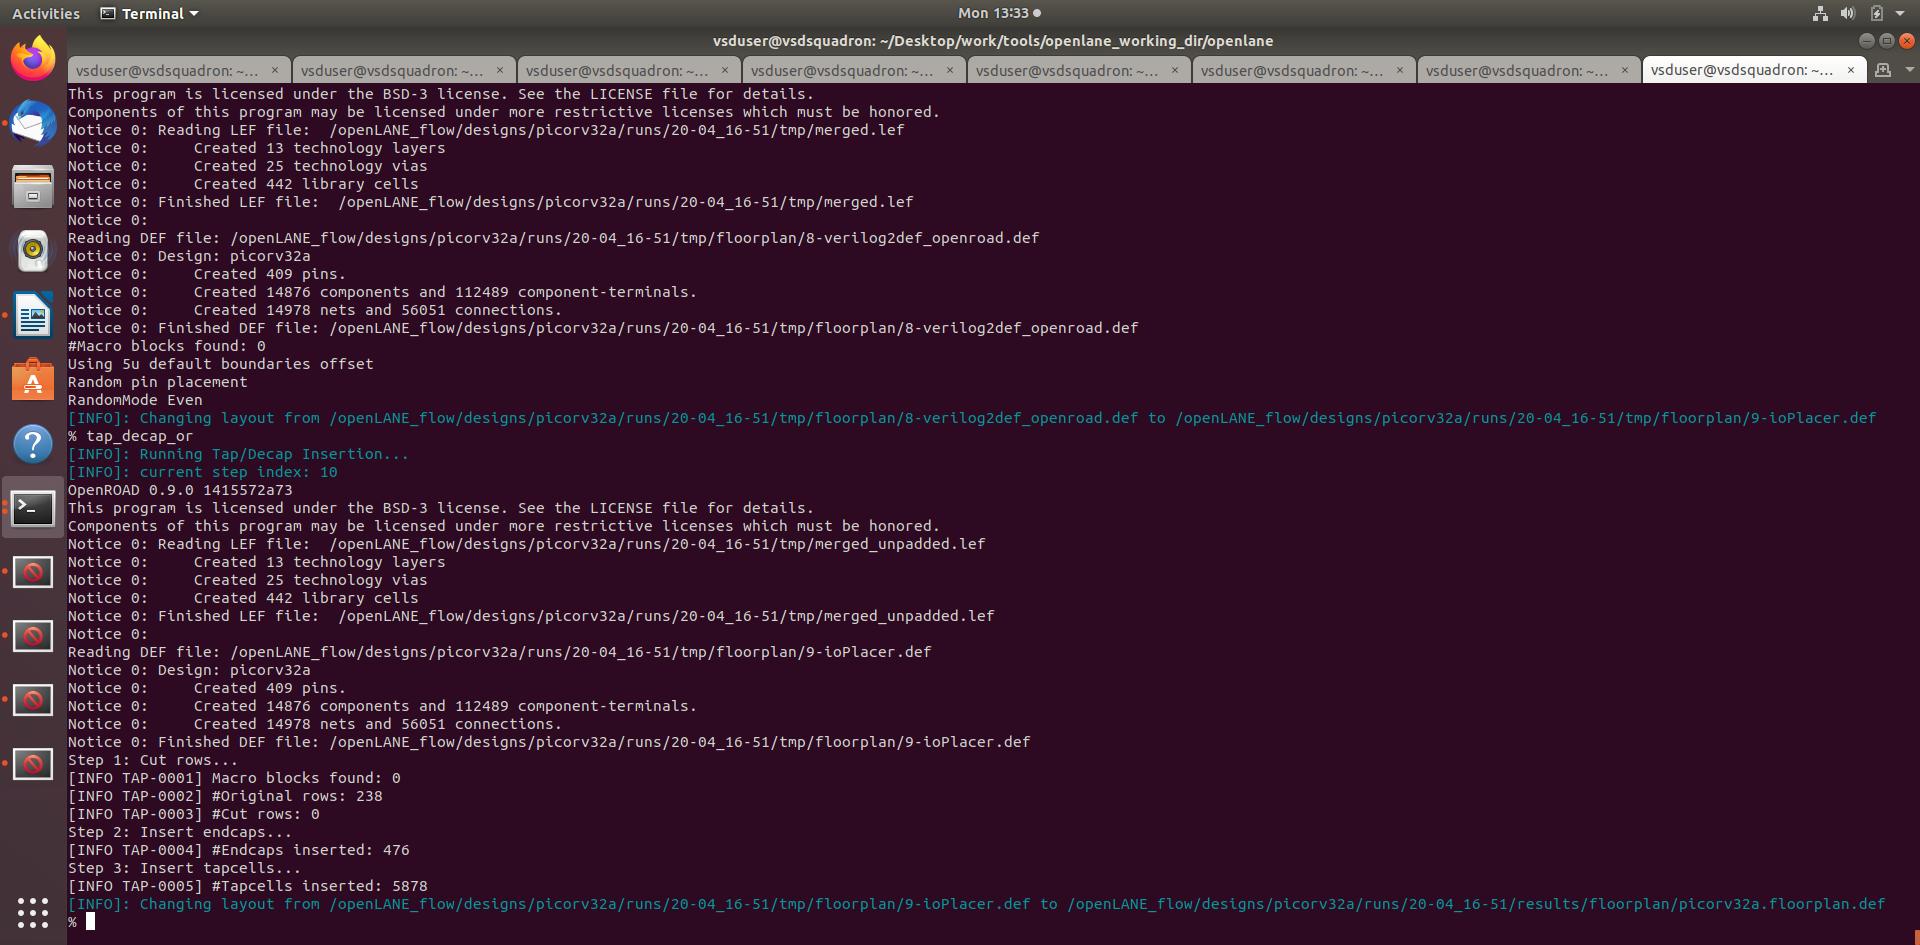 Activities Terminal Mon 13:33
vsduser@vsdsquadron: ~/Desktop/work/tools/openlane_working_dir/openlane
vsduser@vsdsquadron: ~... × vsduser@vsdsquadron: ~... × vsduser@vsdsquadron: ~... × vsduser@vsdsquadron: ~... × vsduser@vsdsquadron: ~... × vsduser@vsdsquadron: ~... × vsduser@vsdsquadron: ~... × vsduser@vsdsquadron: ~... ×
This program is licensed under the BSD-3 license. See the LICENSE file for details.
Components of this program may be licensed under more restrictive licenses which must be honored.
Notice 0: Reading LEF file:  /openLANE_flow/designs/picorv32a/runs/20-04_16-51/tmp/merged.lef
Notice 0:     Created 13 technology layers
Notice 0:     Created 25 technology vias
Notice 0:     Created 442 library cells
Notice 0: Finished LEF file:  /openLANE_flow/designs/picorv32a/runs/20-04_16-51/tmp/merged.lef
Notice 0:
Reading DEF file: /openLANE_flow/designs/picorv32a/runs/20-04_16-51/tmp/floorplan/8-verilog2def_openroad.def
Notice 0: Design: picorv32a
Notice 0:     Created 409 pins.
Notice 0:     Created 14876 components and 112489 component-terminals.
Notice 0:     Created 14978 nets and 56051 connections.
Notice 0: Finished DEF file: /openLANE_flow/designs/picorv32a/runs/20-04_16-51/tmp/floorplan/8-verilog2def_openroad.def
#Macro blocks found: 0
Using 5u default boundaries offset
Random pin placement
RandomMode Even
[INFO]: Changing layout from /openLANE_flow/designs/picorv32a/runs/20-04_16-51/tmp/floorplan/8-verilog2def_openroad.def to /openLANE_flow/designs/picorv32a/runs/20-04_16-51/tmp/floorplan/9-ioPlacer.def
% tap_decap_or
[INFO]: Running Tap/Decap Insertion...
[INFO]: current step index: 10
OpenROAD 0.9.0 1415572a73
This program is licensed under the BSD-3 license. See the LICENSE file for details.
Components of this program may be licensed under more restrictive licenses which must be honored.
Notice 0: Reading LEF file:  /openLANE_flow/designs/picorv32a/runs/20-04_16-51/tmp/merged_unpadded.lef
Notice 0:     Created 13 technology layers
Notice 0:     Created 25 technology vias
Notice 0:     Created 442 library cells
Notice 0: Finished LEF file:  /openLANE_flow/designs/picorv32a/runs/20-04_16-51/tmp/merged_unpadded.lef
Notice 0:
Reading DEF file: /openLANE_flow/designs/picorv32a/runs/20-04_16-51/tmp/floorplan/9-ioPlacer.def
Notice 0: Design: picorv32a
Notice 0:     Created 409 pins.
Notice 0:     Created 14876 components and 112489 component-terminals.
Notice 0:     Created 14978 nets and 56051 connections.
Notice 0: Finished DEF file: /openLANE_flow/designs/picorv32a/runs/20-04_16-51/tmp/floorplan/9-ioPlacer.def
Step 1: Cut rows...
[INFO TAP-0001] Macro blocks found: 0
[INFO TAP-0002] #Original rows: 238
[INFO TAP-0003] #Cut rows: 0
Step 2: Insert endcaps...
[INFO TAP-0004] #Endcaps inserted: 476
Step 3: Insert tapcells...
[INFO TAP-0005] #Tapcells inserted: 5878
[INFO]: Changing layout from /openLANE_flow/designs/picorv32a/runs/20-04_16-51/tmp/floorplan/9-ioPlacer.def to /openLANE_flow/designs/picorv32a/runs/20-04_16-51/results/floorplan/picorv32a.floorplan.def
%